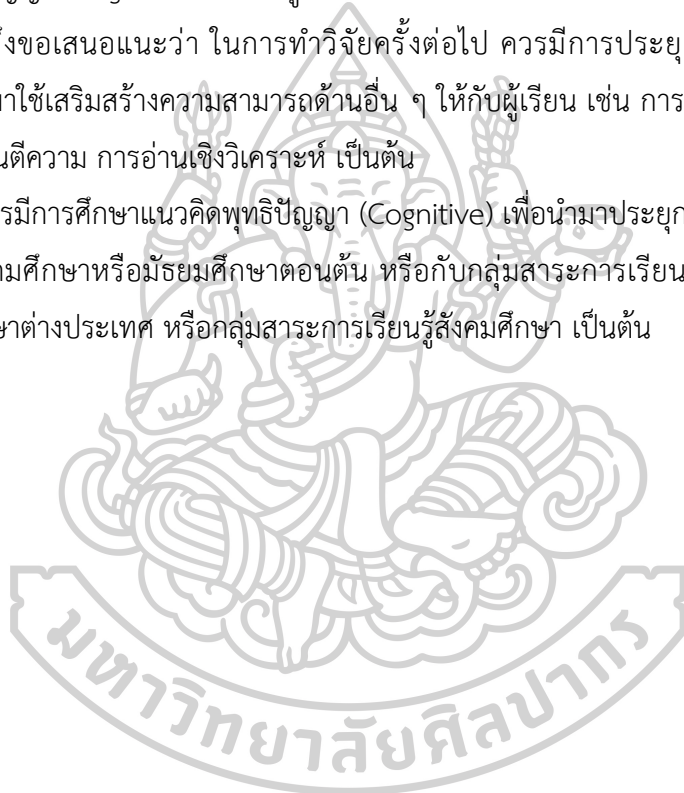 ึงขอเสนอแนะว่า ในการทำวิจัยครั้งต่อไป ควรมีการประยุ
าใช้เสริมสร้างความสามารถด้านอื่น ๆ ให้กับผู้เรียน เช่น การ
นตีความ การอ่านเชิงวิเคราะห์ เป็นต้น
รมีการศึกษาแนวคิดพุทธิปัญญา (Cognitive) เพื่อนำมาประยุก
ามศึกษาหรือมัธยมศึกษาตอนต้น หรือกับกลุ่มสาระการเรียน
ษาต่างประเทศ หรือกลุ่มสาระการเรียนรู้สังคมศึกษา เป็นต้น
มหาวิทยาลัยศิลปากร